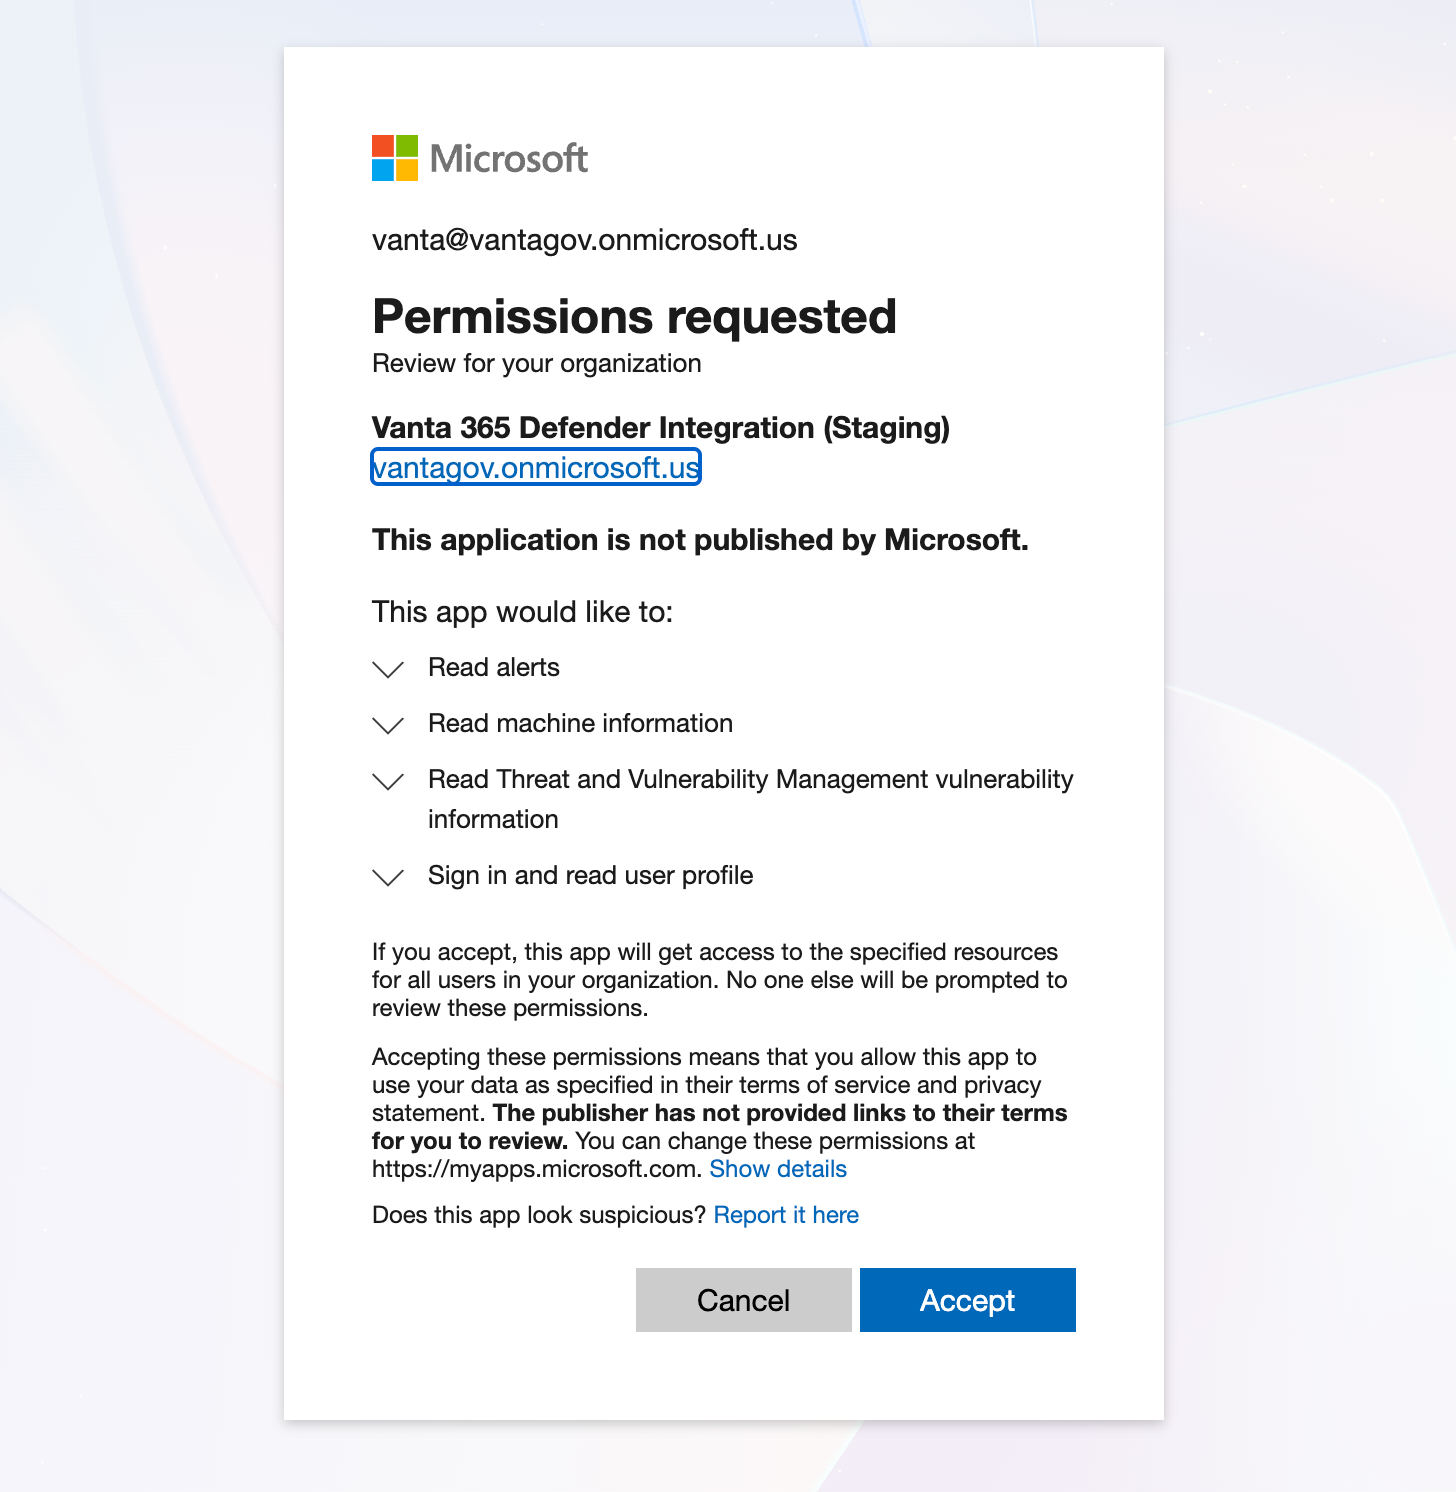 Microsoft
vanta@vantagov.onmicrosoft.us
Permissions requested
Review for your organization
Vanta 365 Defender Integration (Staging)
vantagov.onmicrosoft.us
This application is not published by Microsoft.
This app would like to:
Read alerts
Read machine information
Read Threat and Vulnerability Management vulnerability
information
Sign in and read user profile
If you accept, this app will get access to the specified resources
for all users in your organization. No one else will be prompted to
review these permissions.
Accepting these permissions means that you allow this app to
use your data as specified in their terms of service and privacy
statement. The publisher has not provided links to their terms
for you to review. You can change these permissions at
https://myapps.microsoft.com. Show details
Does this app look suspicious? Report it here
Cancel Accept